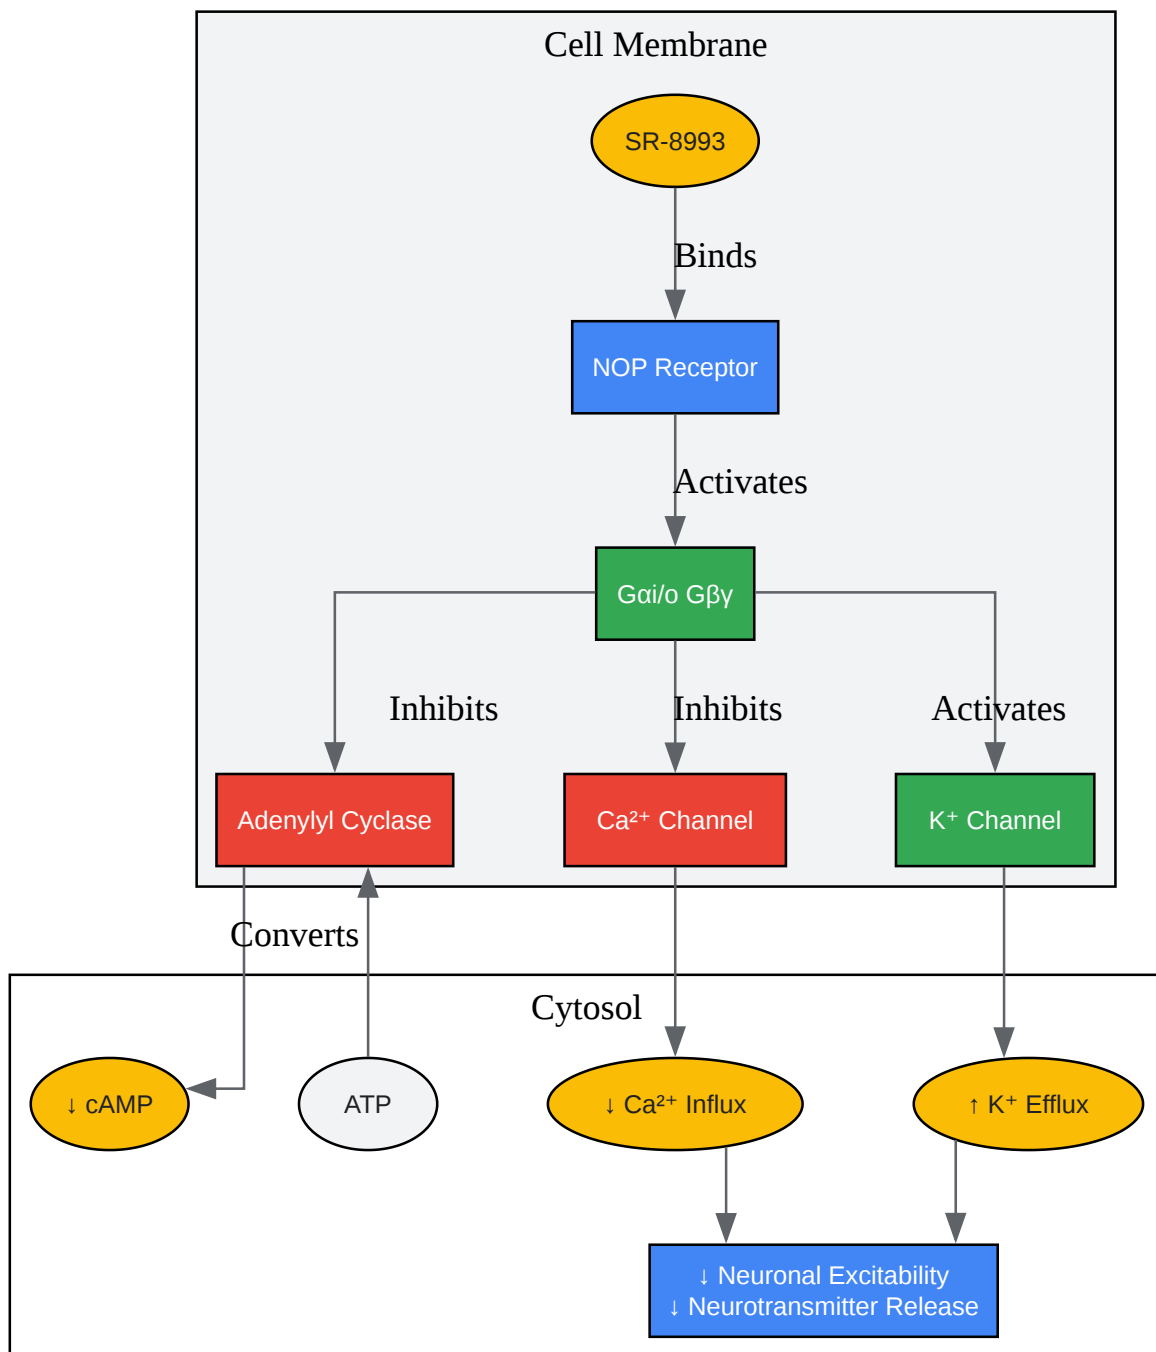 Cell Membrane
SR-8993
Binds
NOP Receptor
Activates
Gαi/o Gβγ
Inhibits
Inhibits
Activates
Adenylyl Cyclase
Ca²⁺ Channel
K⁺ Channel
Converts
Cytosol
↓ cAMP
ATP
↓ Ca²⁺ Influx
↑ K⁺ Efflux
↓ Neuronal Excitability
↓ Neurotransmitter Release